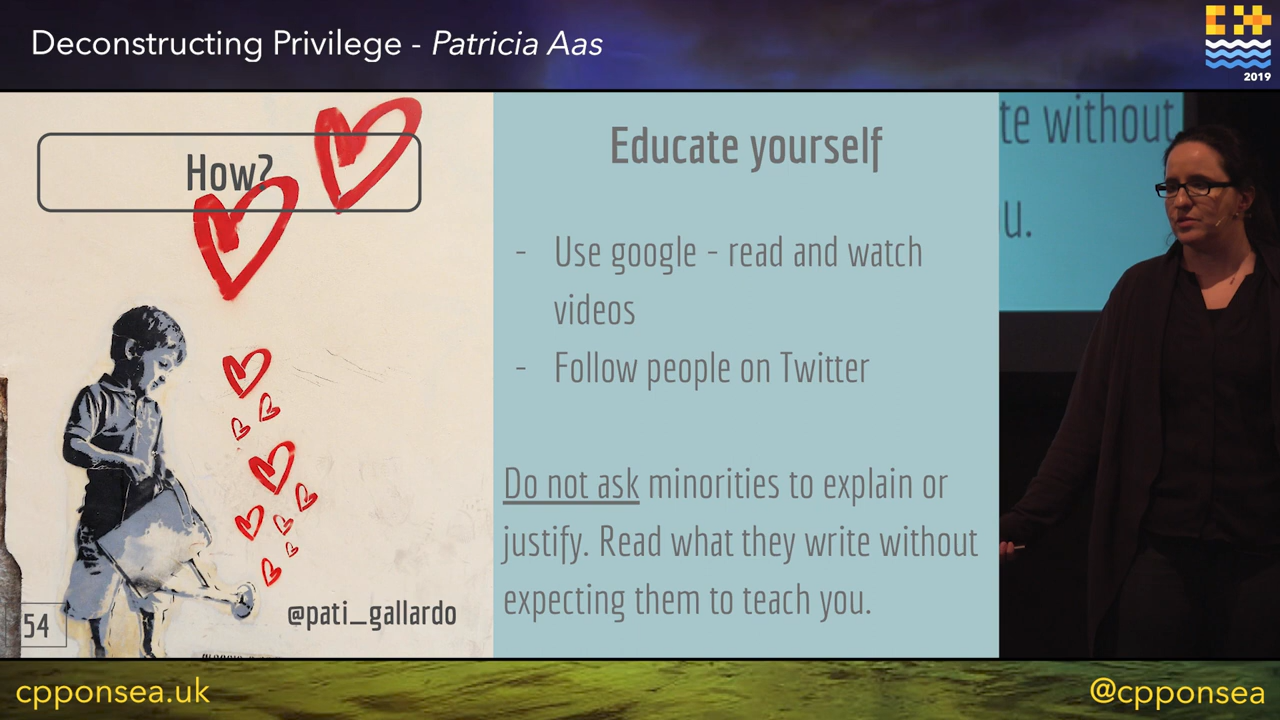 Deconstructing Privilege - Patricia Aas
2019
How?
@pati_gallardo
54
Educate yourself
- Use google - read and watch
videos
- Follow people on Twitter
Do not ask minorities to explain or
justify. Read what they write without
expecting them to teach you.
te without
u.
cpponsea.uk
@cpponsea